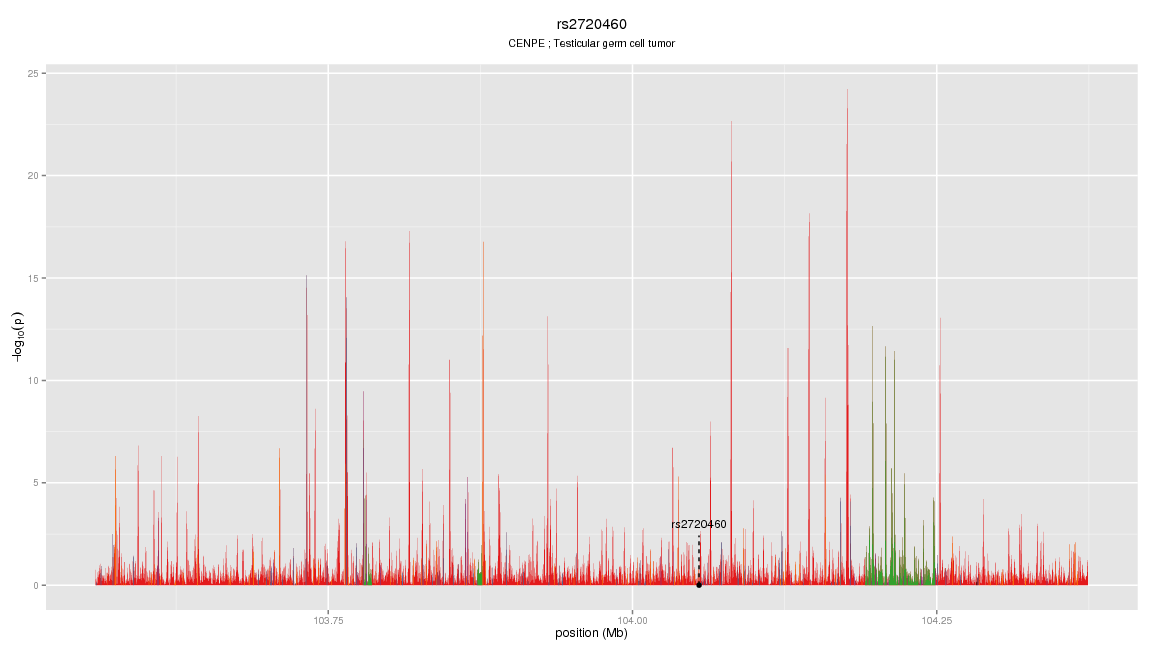 rs2720460
CENPE ; Testicular germ cell tumor
25
20
15
10
5
0
−log10(p)
rs2720460
103.75
104.00
104.25
position (Mb)